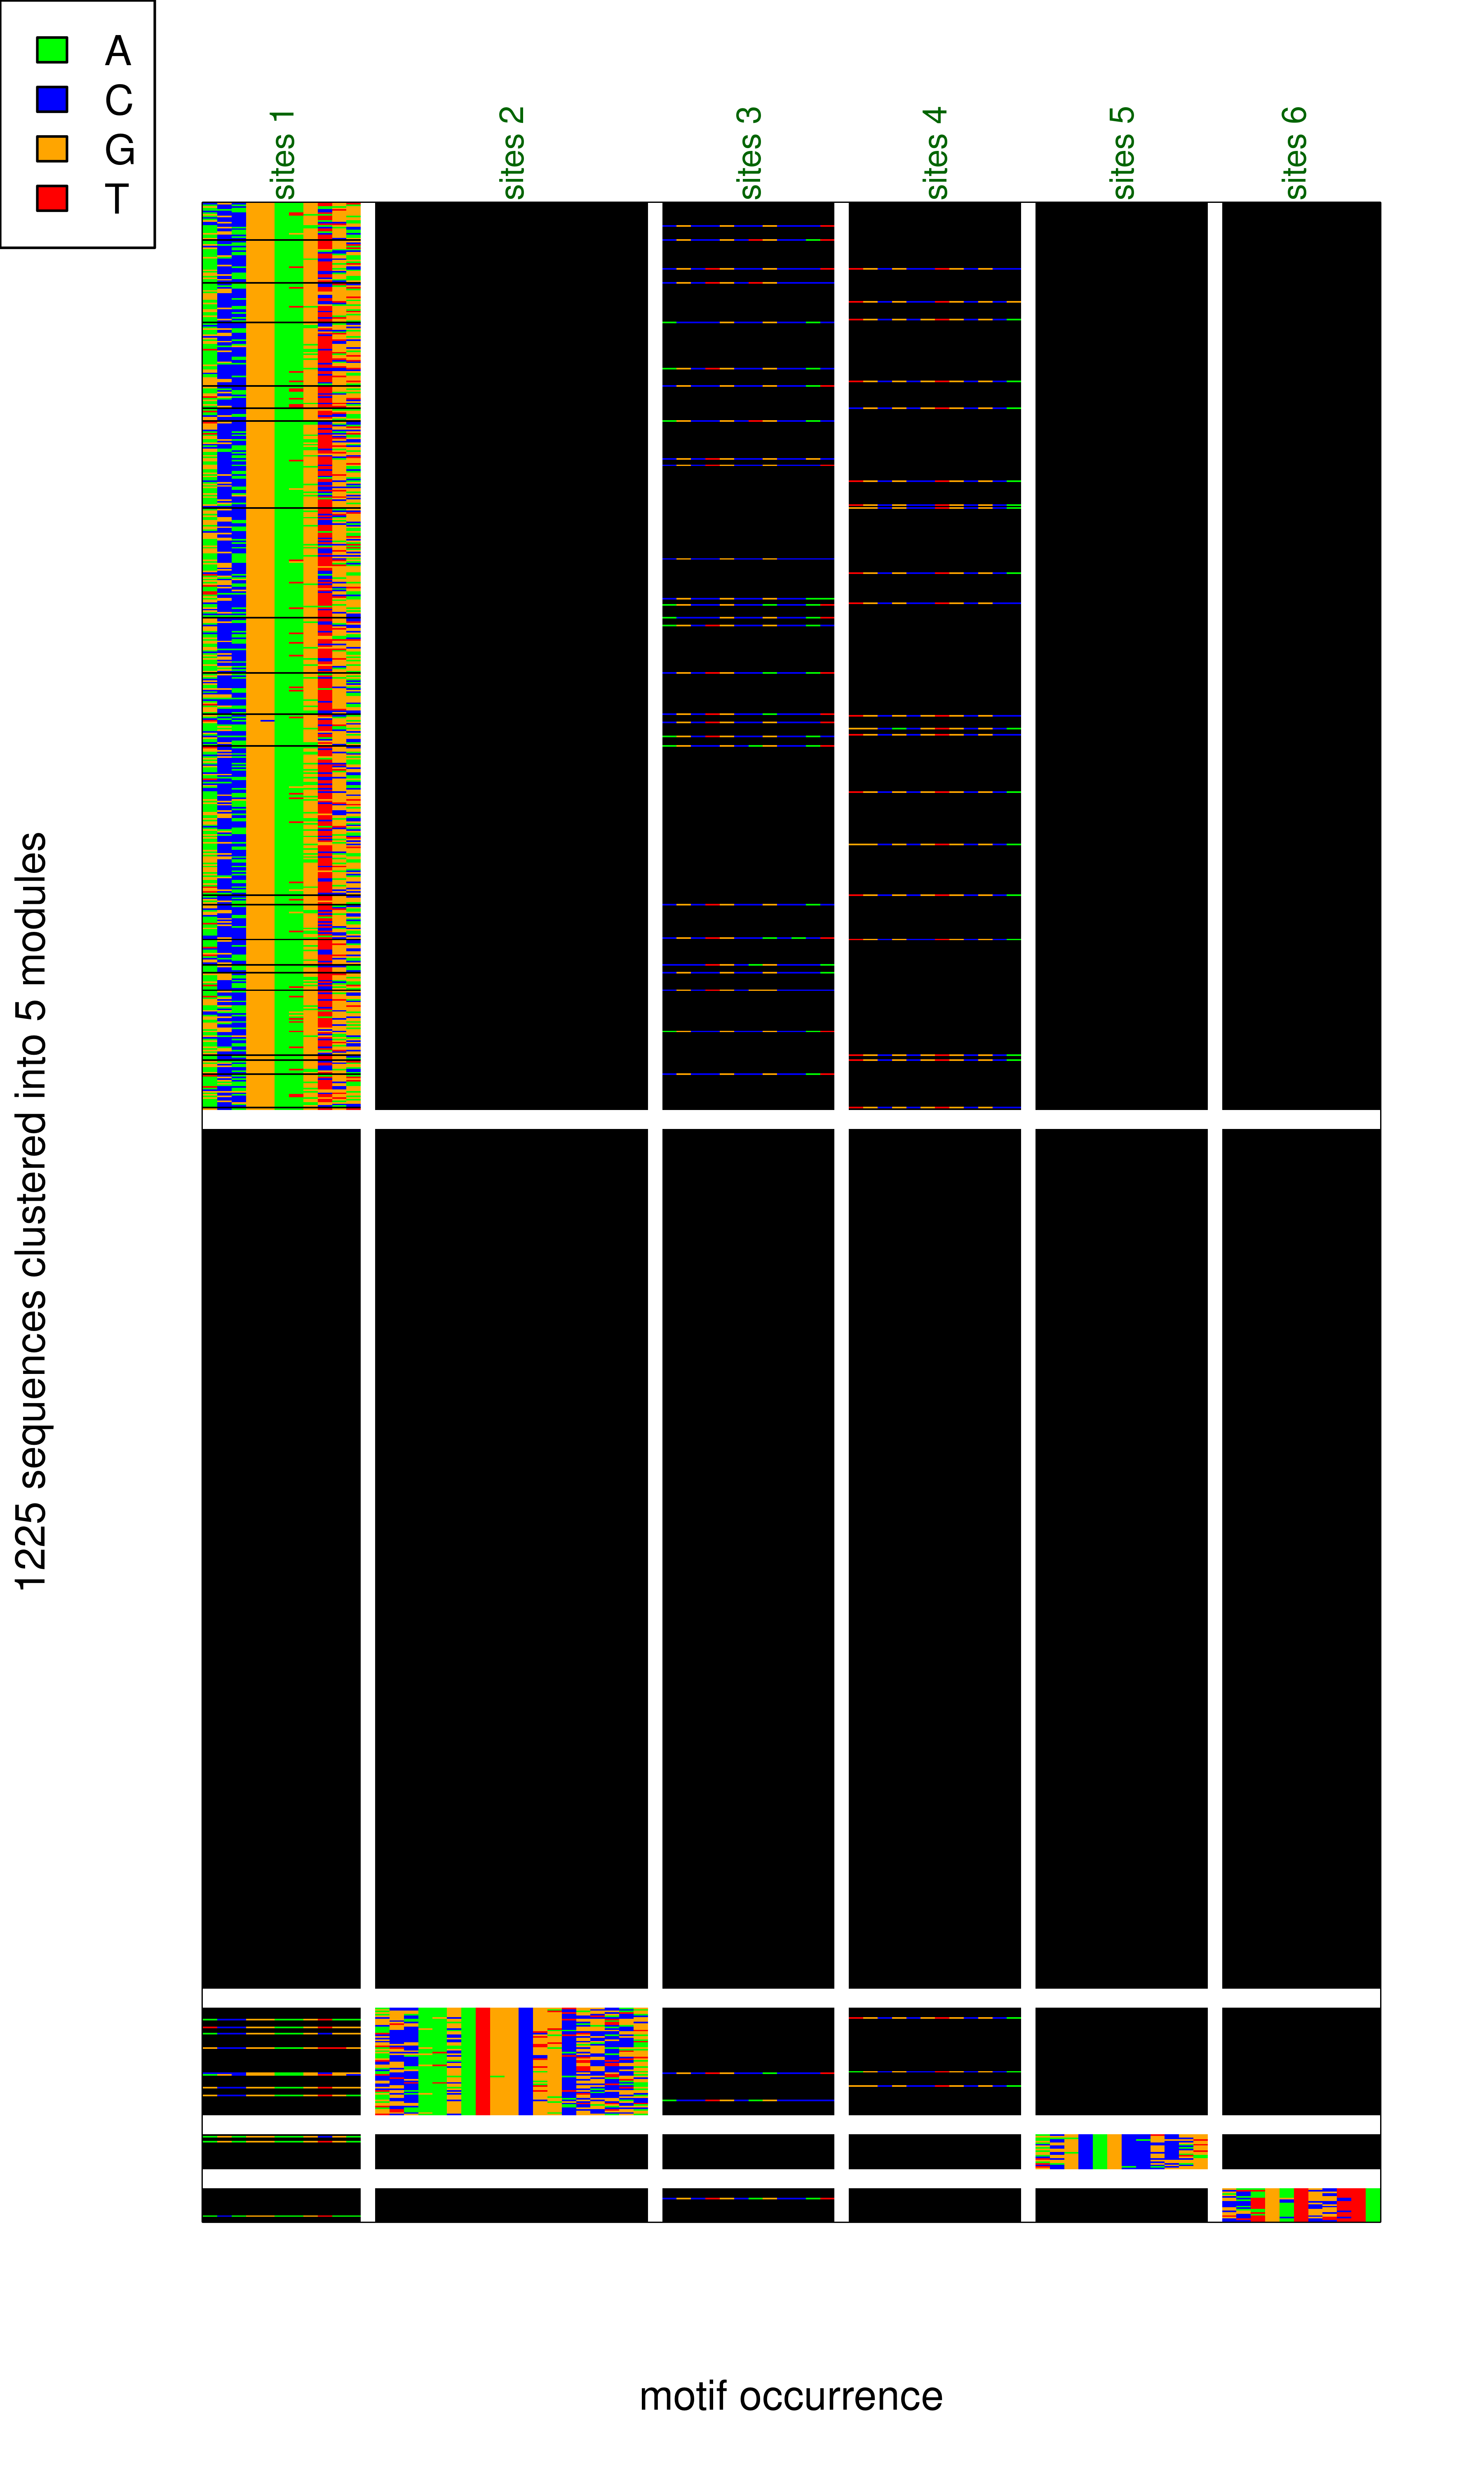 A
C
G
T
sites 1
sites 2
sites 3
sites 4
sites 5
sites 6
1225 sequences clustered into 5 modules
motif occurrence